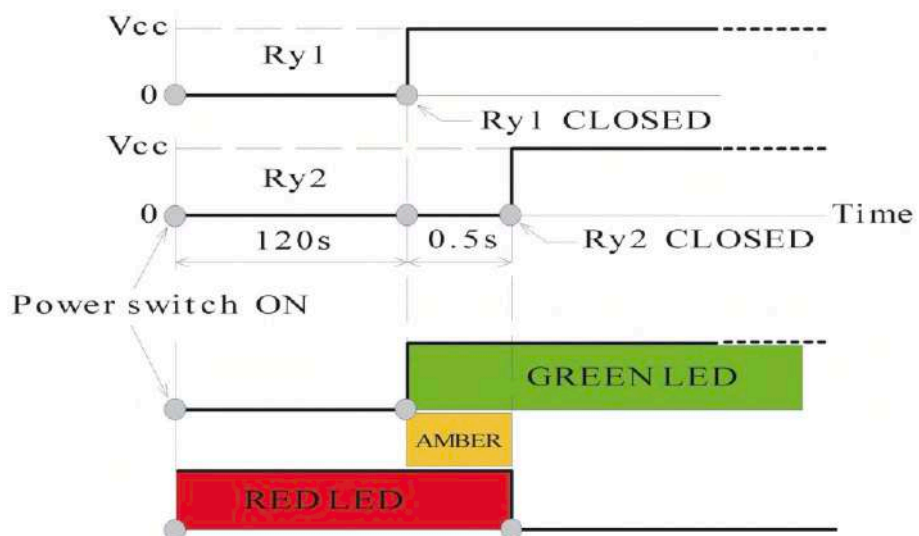 Vcc
Ry1
0
Ry1 CLOSED
Vcc
Ry2
0
Time
120s
0.5s
Ry2 CLOSED
Power switch ON
GREEN LED
AMBER
RED LED